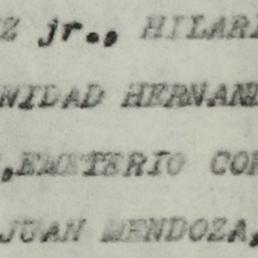 Z jr., HILARI
NIDAD HERNAN
,EMETERIO COR
JUAN MENDOZA,